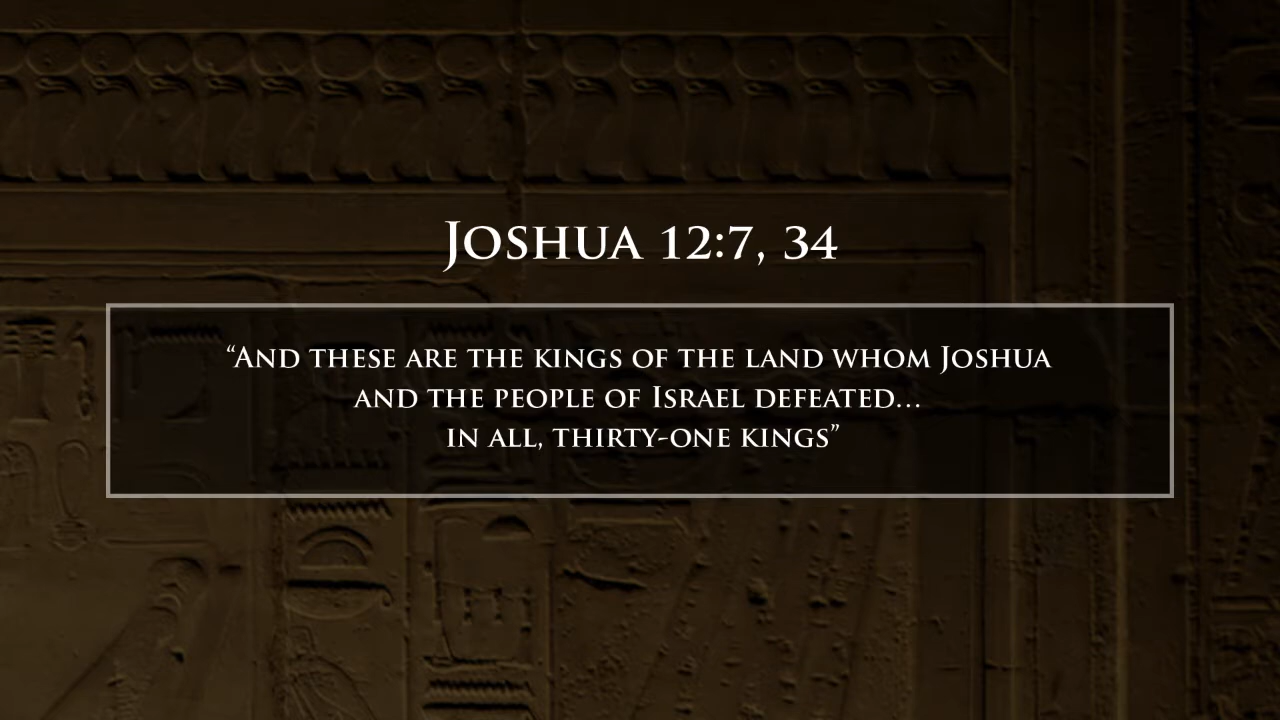 Joshua 12:7, 34
“And these are the kings of the land whom Joshua
and the people of Israel defeated…
in all, thirty-one kings”